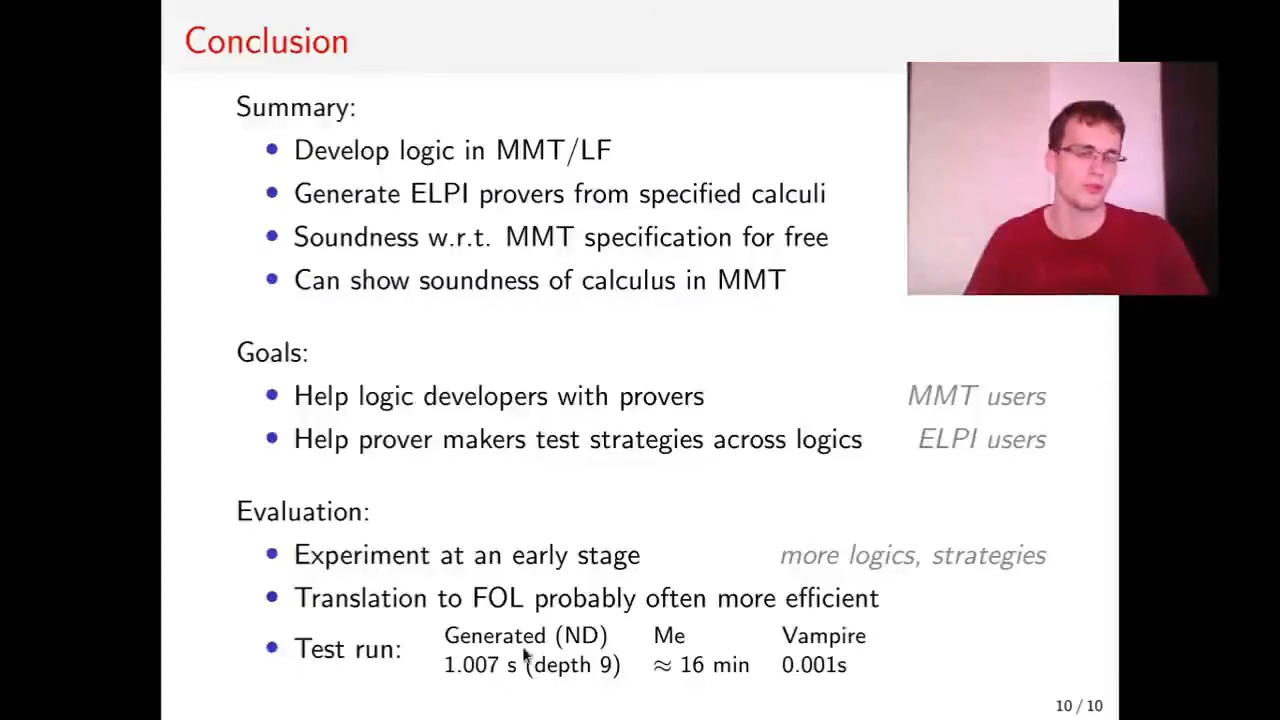 Conclusion
Summary:
• Develop logic in MMT/LF
• Generate ELPI provers from specified calculi
• Soundness w.r.t. MMT specification for free
• Can show soundness of calculus in MMT
Goals:
• Help logic developers with provers MMT users
• Help prover makers test strategies across logics ELPI users
Evaluation:
• Experiment at an early stage more logics, strategies
• Translation to FOL probably often more efficient
• Test run: Generated (ND) Me Vampire
1.007 s (depth 9) ≈ 16 min 0.001s
10 / 10